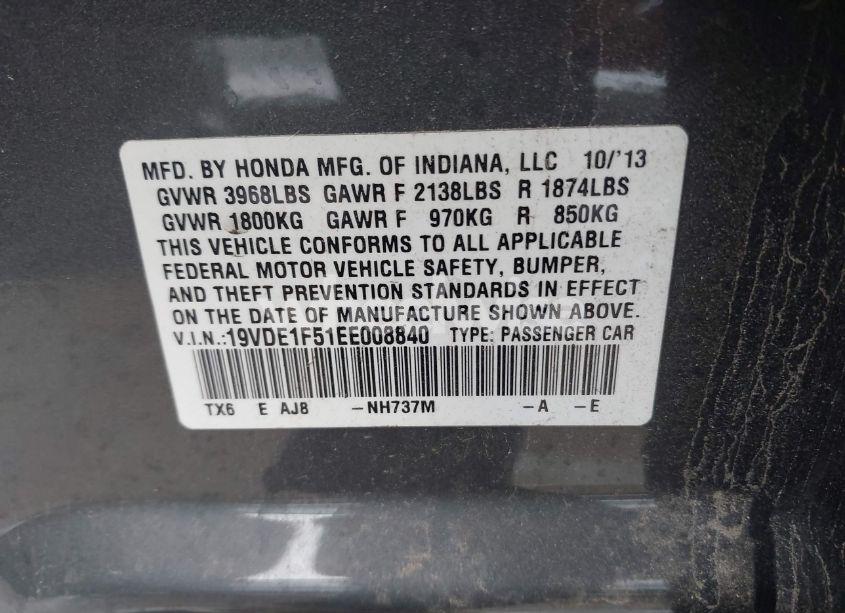 MFD. BY HONDA MFG. OF INDIANA, LLC 10/'13
GVWR 3968LBS GAWR F 2138LBS R 1874LBS
GVWR 1800KG GAWR F 970KG R 850KG
THIS VEHICLE CONFORMS TO ALL APPLICABLE
FEDERAL MOTOR VEHICLE SAFETY, BUMPER,
AND THEFT PREVENTION STANDARDS IN EFFECT
ON THE DATE OF MANUFACTURE SHOWN ABOVE.
V.I.N.:19VDE1F51EE008840 TYPE: PASSENGER CAR
TX6 E AJ8 -NH737M -A -E